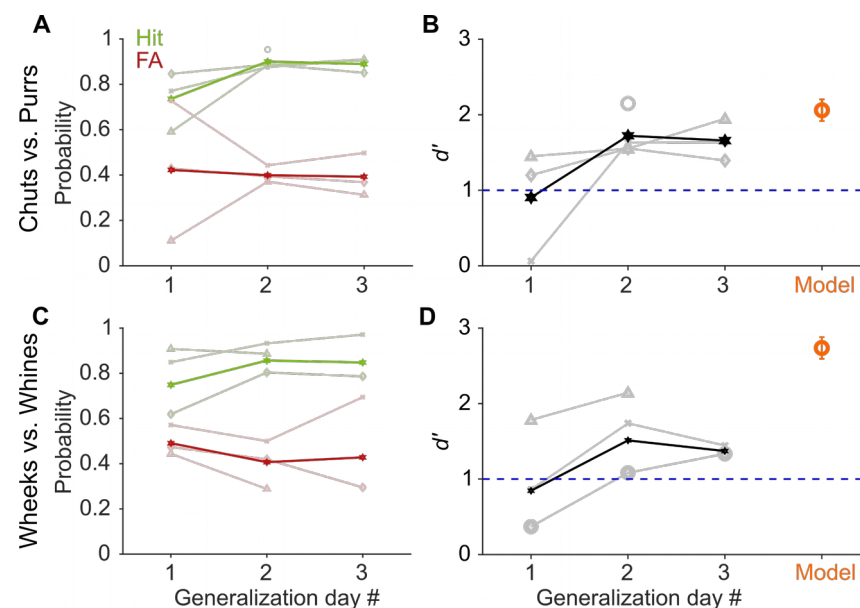 A
Hit
FA
Chuts vs. Purrs
Probability
1
0.8
0.6
0.4
0.2
0
1
2
3
B
d'
3
2
1
0
1
2
3
Model
C
Wheeks vs. Whines
Probability
1
0.8
0.6
0.4
0.2
0
1
2
3
Generalization day #
D
d'
3
2
1
0
1
2
3
Model
Generalization day #